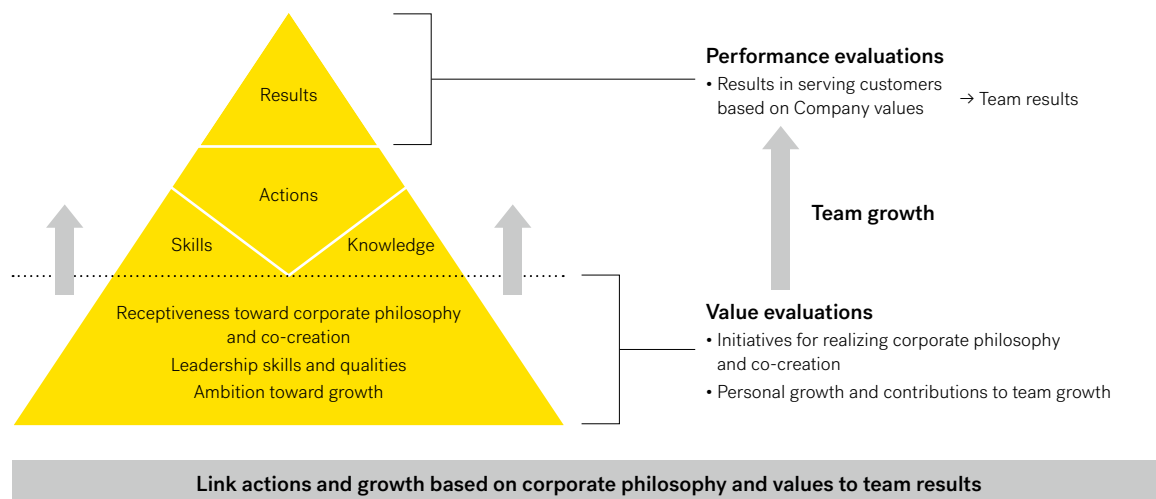 Results
Actions
Skills
Knowledge
Receptiveness toward corporate philosophy
and co-creation
Leadership skills and qualities
Ambition toward growth
Performance evaluations
• Results in serving customers
based on Company values
→ Team results
Team growth
Value evaluations
• Initiatives for realizing corporate philosophy
and co-creation
• Personal growth and contributions to team growth
Link actions and growth based on corporate philosophy and values to team results